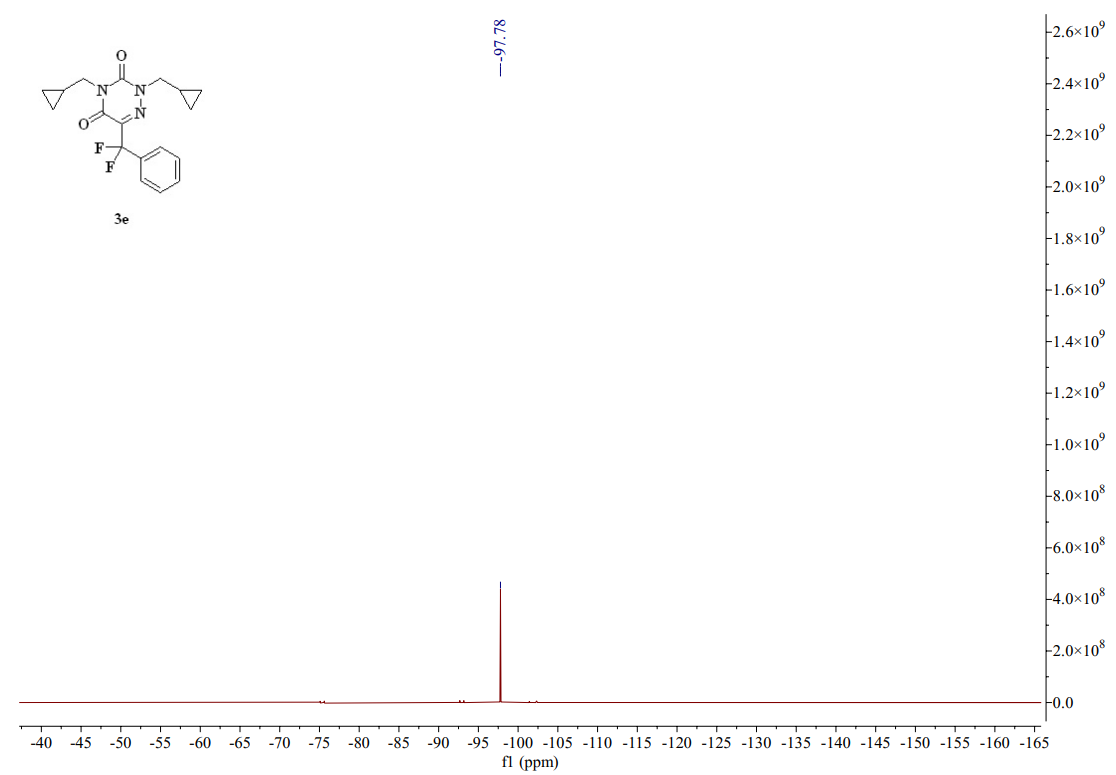 -97.78
O
N
N
O
N
F
F
3e
2.6×10⁹
2.4×10⁹
2.2×10⁹
2.0×10⁹
1.8×10⁹
1.6×10⁹
1.4×10⁹
1.2×10⁹
1.0×10⁹
8.0×10⁸
6.0×10⁸
4.0×10⁸
2.0×10⁸
0.0
-40 -45 -50 -55 -60 -65 -70 -75 -80 -85 -90 -95 -100 -105 -110 -115 -120 -125 -130 -135 -140 -145 -150 -155 -160 -165
f1 (ppm)